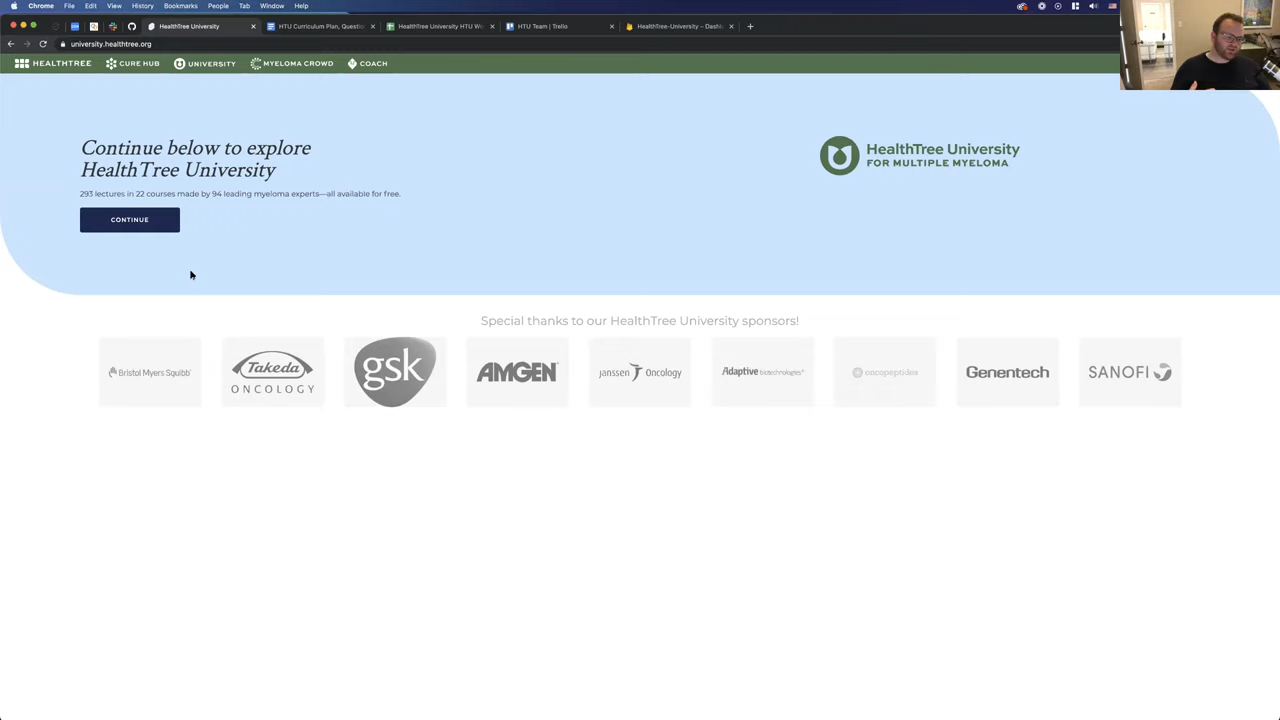 Chrome File Edit View History Bookmarks People Tab Window Help
HealthTree University
HTU Curriculum Plan, Questio
HealthTree University HTU We
HTU Team | Trello
HealthTree-University – Dashb
university.healthtree.org
HEALTHTREE CURE HUB UNIVERSITY MYELOMA CROWD COACH
Continue below to explore
HealthTree University
293 lectures in 22 courses made by 94 leading myeloma experts—all available for free.
CONTINUE
HealthTree University
FOR MULTIPLE MYELOMA
Special thanks to our HealthTree University sponsors!
Bristol Myers Squibb
Takeda
ONCOLOGY
gsk
AMGEN
Janssen Oncology
Adaptive biotechnologies
oncopeptides
Genentech
SANOFI